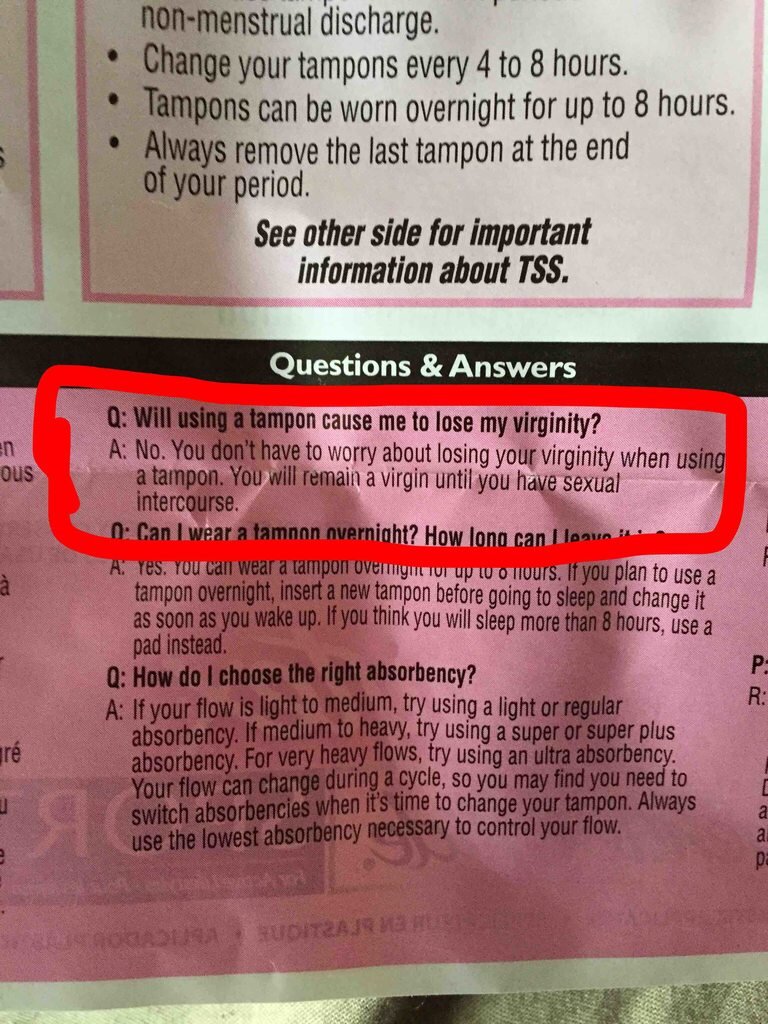 non-menstrual discharge.
• Change your tampons every 4 to 8 hours.
• Tampons can be worn overnight for up to 8 hours.
• Always remove the last tampon at the end
of your period.
See other side for important
information about TSS.
Questions & Answers
Q: Will using a tampon cause me to lose my virginity?
A: No. You don't have to worry about losing your virginity when using
a tampon. You will remain a virgin until you have sexual
intercourse.
Q: Can I wear a tampon overnight? How long can I leave
A: Yes. You can wear a tampon overnight for up to 8 hours. If you plan to use a
tampon overnight, insert a new tampon before going to sleep and change it
as soon as you wake up. If you think you will sleep more than 8 hours, use a
pad instead.
Q: How do I choose the right absorbency?
A: If your flow is light to medium, try using a light or regular
absorbency. If medium to heavy, try using a super or super plus
absorbency. For very heavy flows, try using an ultra absorbency.
Your flow can change during a cycle, so you may find you need to
switch absorbencies when it's time to change your tampon. Always
use the lowest absorbency necessary to control your flow.
P:
R: